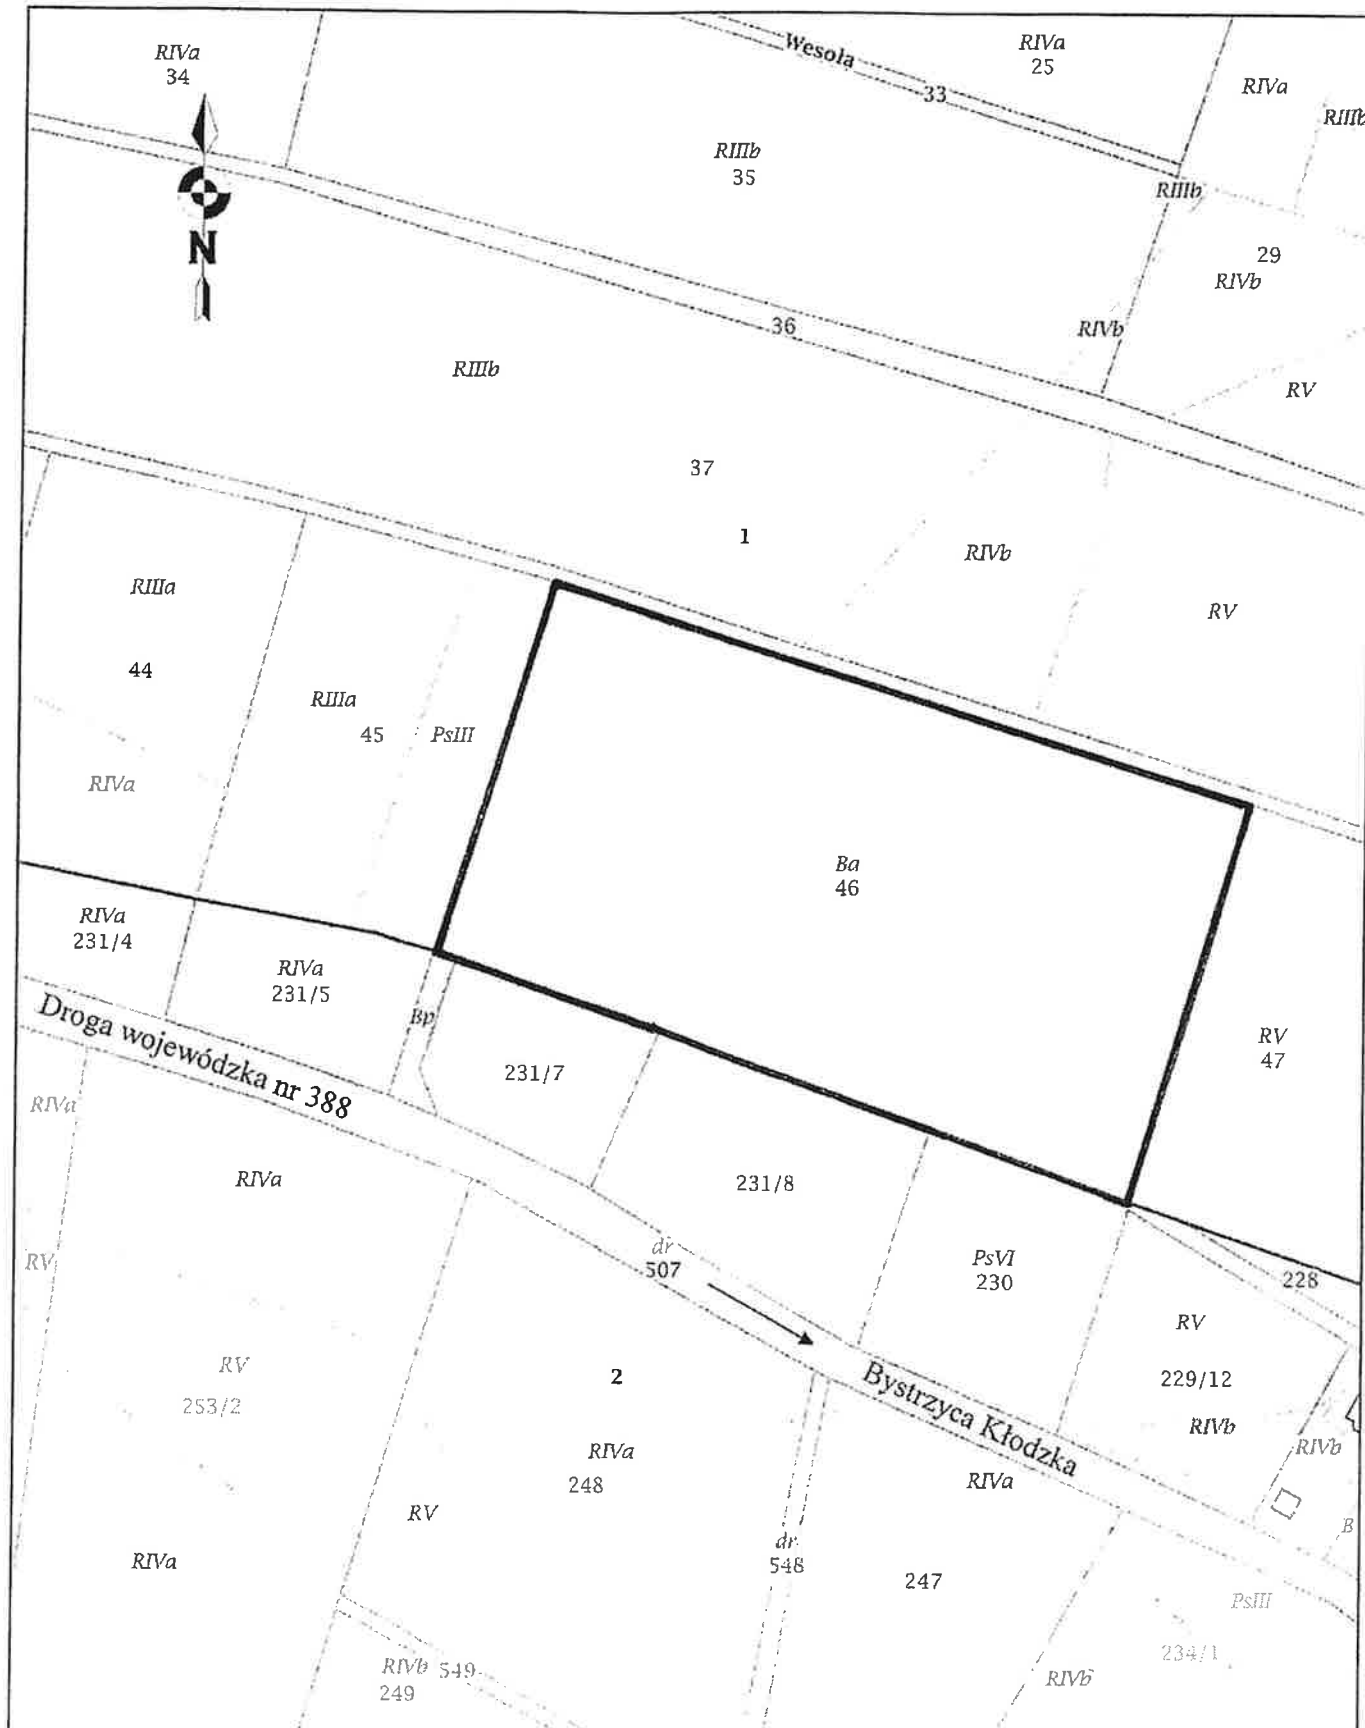 RIVa
34
Wesoła
33
RIVa
25
RIVa
RIIIb
RIIIb
35
RIIIb
N
29
RIVb
36
RIVb
RIIIb
RV
37
1
RIVb
RIIIa
RV
44
RIIIa
45
PsIII
RIVa
Ba
46
RIVa
231/4
RIVa
231/5
Bp
RV
47
Droga wojewódzka nr 388
231/7
RIVa
RIVa
231/8
RV
dr
507
PsVI
230
228
RV
RV
253/2
2
229/12
Bystrzyca Kłodzka
RIVb
RIVb
RIVa
248
RIVa
RV
B
RIVa
dr
548
247
PsIII
234/1
RIVb
549
249
RIVb